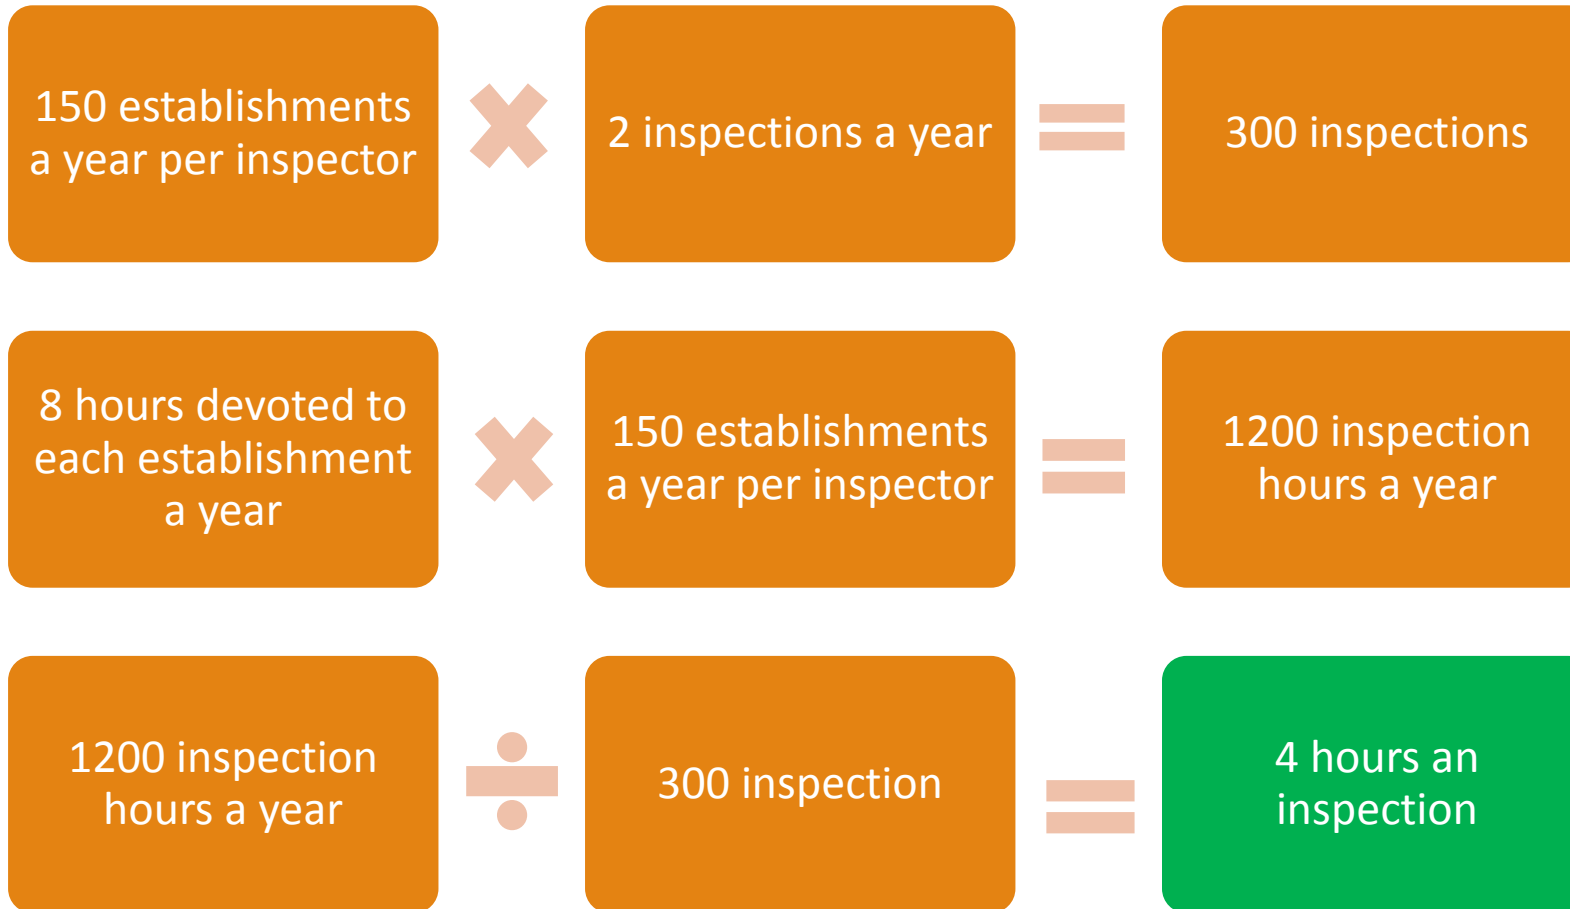 150 establishments
a year per inspector
2 inspections a year
300 inspections
8 hours devoted to
each establishment
a year
150 establishments
a year per inspector
1200 inspection
hours a year
1200 inspection
hours a year
300 inspection
4 hours an
inspection